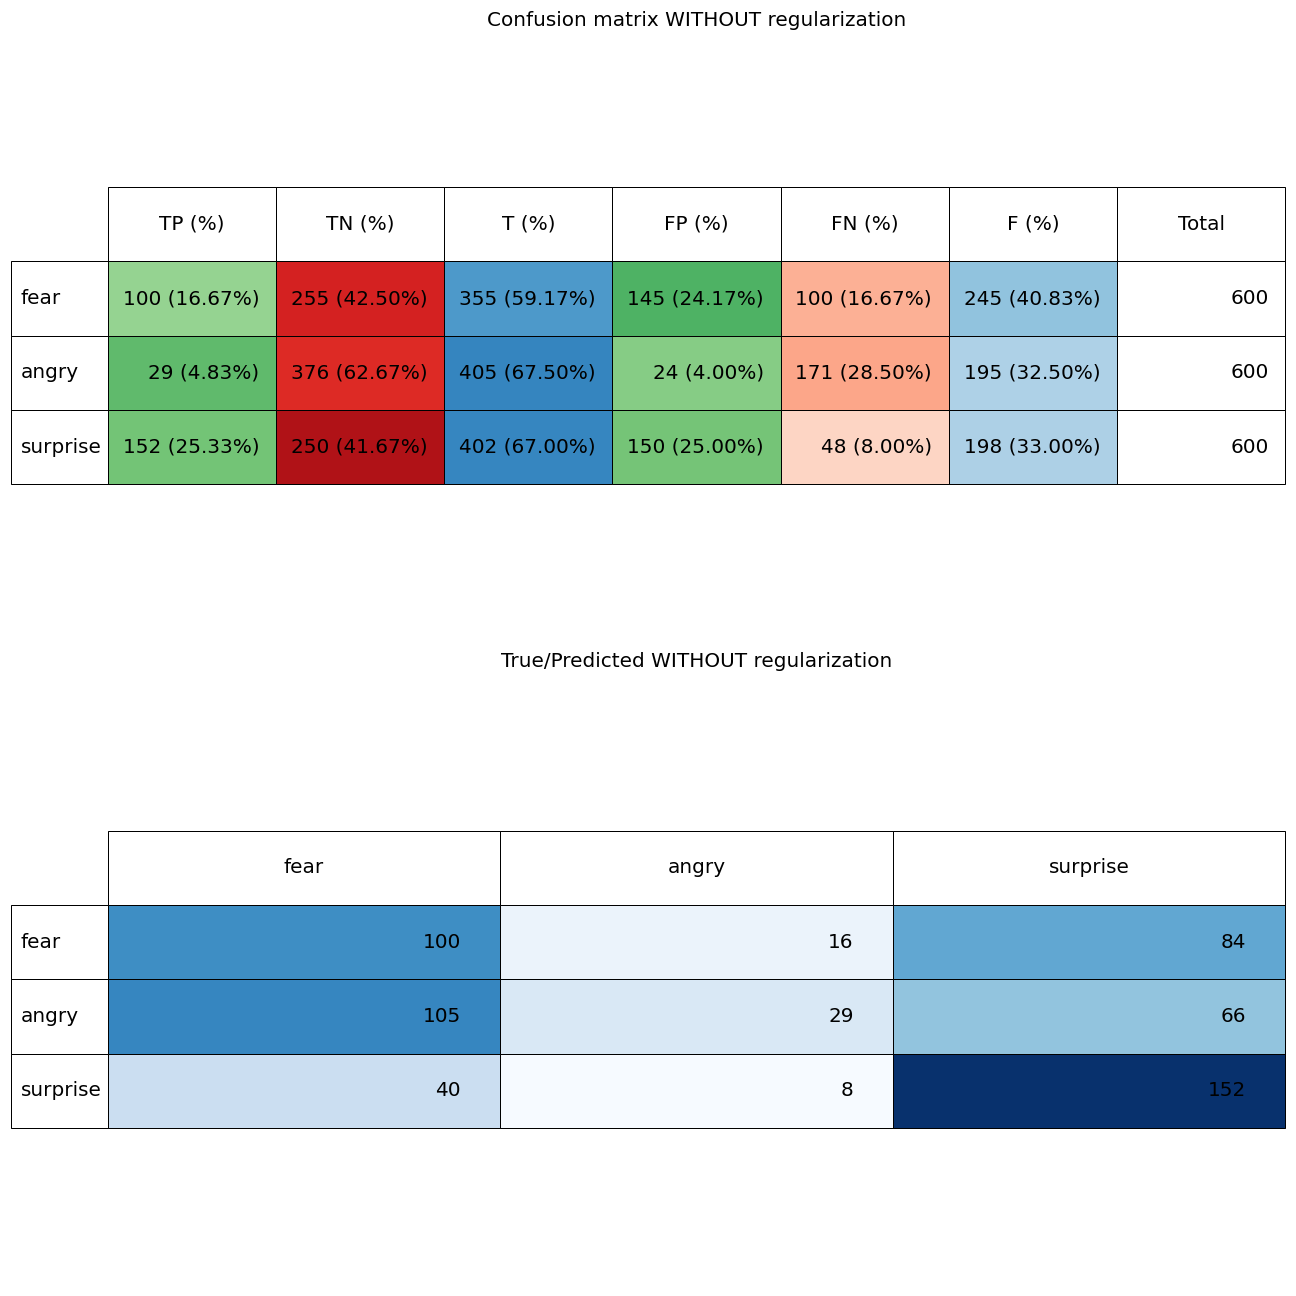 Confusion matrix WITHOUT regularization
TP (%) TN (%) T (%) FP (%) FN (%) F (%) Total
fear 100 (16.67%) 255 (42.50%) 355 (59.17%) 145 (24.17%) 100 (16.67%) 245 (40.83%) 600
angry 29 (4.83%) 376 (62.67%) 405 (67.50%) 24 (4.00%) 171 (28.50%) 195 (32.50%) 600
surprise 152 (25.33%) 250 (41.67%) 402 (67.00%) 150 (25.00%) 48 (8.00%) 198 (33.00%) 600
True/Predicted WITHOUT regularization
fear angry surprise
fear 100 16 84
angry 105 29 66
surprise 40 8 152